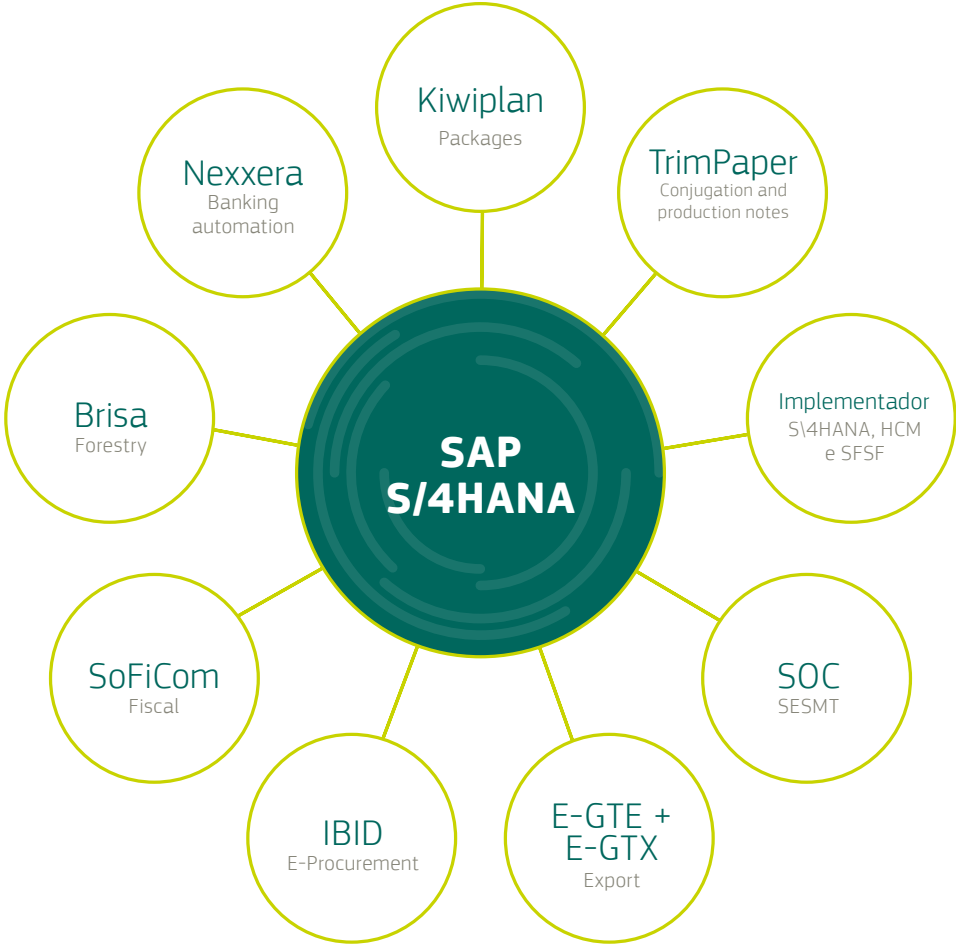 Kiwiplan
Packages
TrimPaper
Conjugation and
production notes
Nexxera
Banking
automation
Implementador
S\4HANA, HCM
e SFSF
Brisa
Forestry
SAP
S/4HANA
SoFiCom
Fiscal
SOC
SESMT
IBID
E-Procurement
E-GTE +
E-GTX
Export